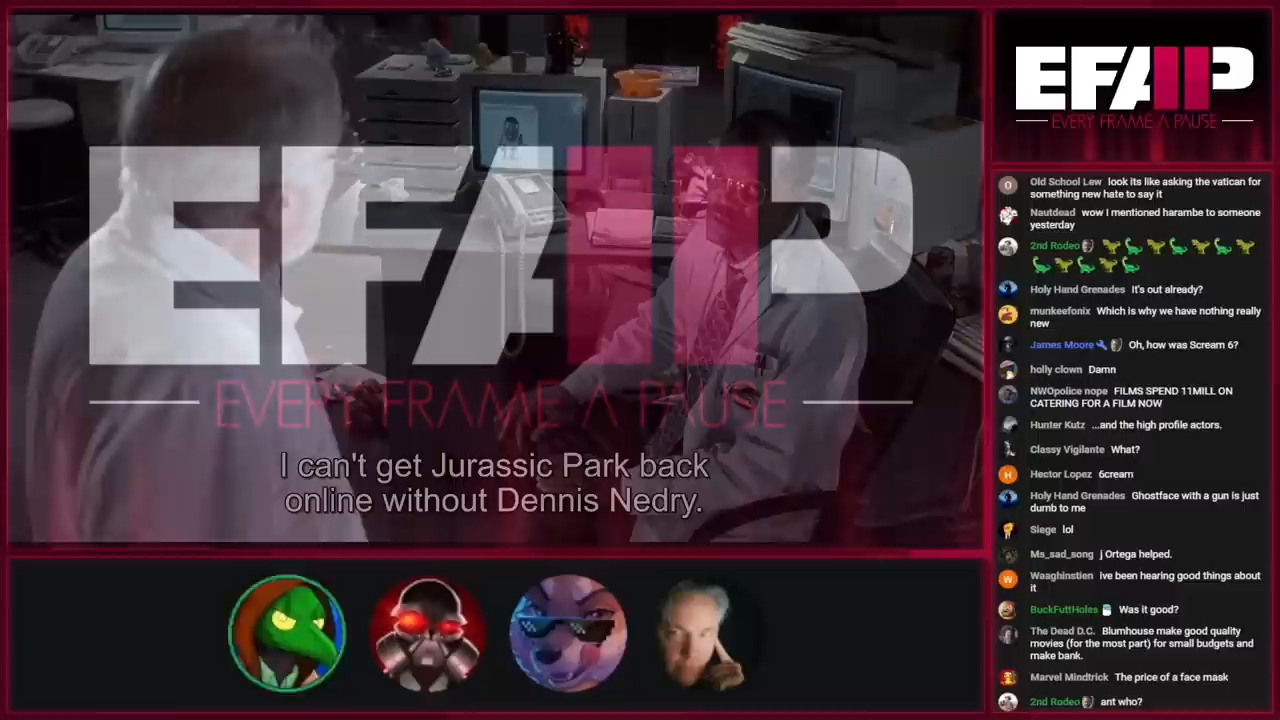 EFAP
EVERY FRAME A PAUSE
I can't get Jurassic Park back
online without Dennis Nedry.
EFAP
EVERY FRAME A PAUSE
Old School Lew look its like asking the vatican for
something new hate to say it
Nautdead wow I mentioned harambe to someone
yesterday
2nd Rodeo
Holy Hand Grenades It's out already?
munkeefonix Which is why we have nothing really
new
James Moore Oh, how was Scream 6?
holly clown Damn
NWOpolice nope FILMS SPEND 11MILL ON
CATERING FOR A FILM NOW
Hunter Kutz ...and the high profile actors.
Classy Vigilante What?
H
Hector Lopez 6cream
Holy Hand Grenades Ghostface with a gun is just
dumb to me
Siege lol
Ms_sad_song j Ortega helped.
W
Waaghinstien ive been hearing good things about
it
BuckFuttHoles Was it good?
The Dead D.C. Blumhouse make good quality
movies (for the most part) for small budgets and
make bank.
Marvel Mindtrick The price of a face mask
2nd Rodeo ant who?